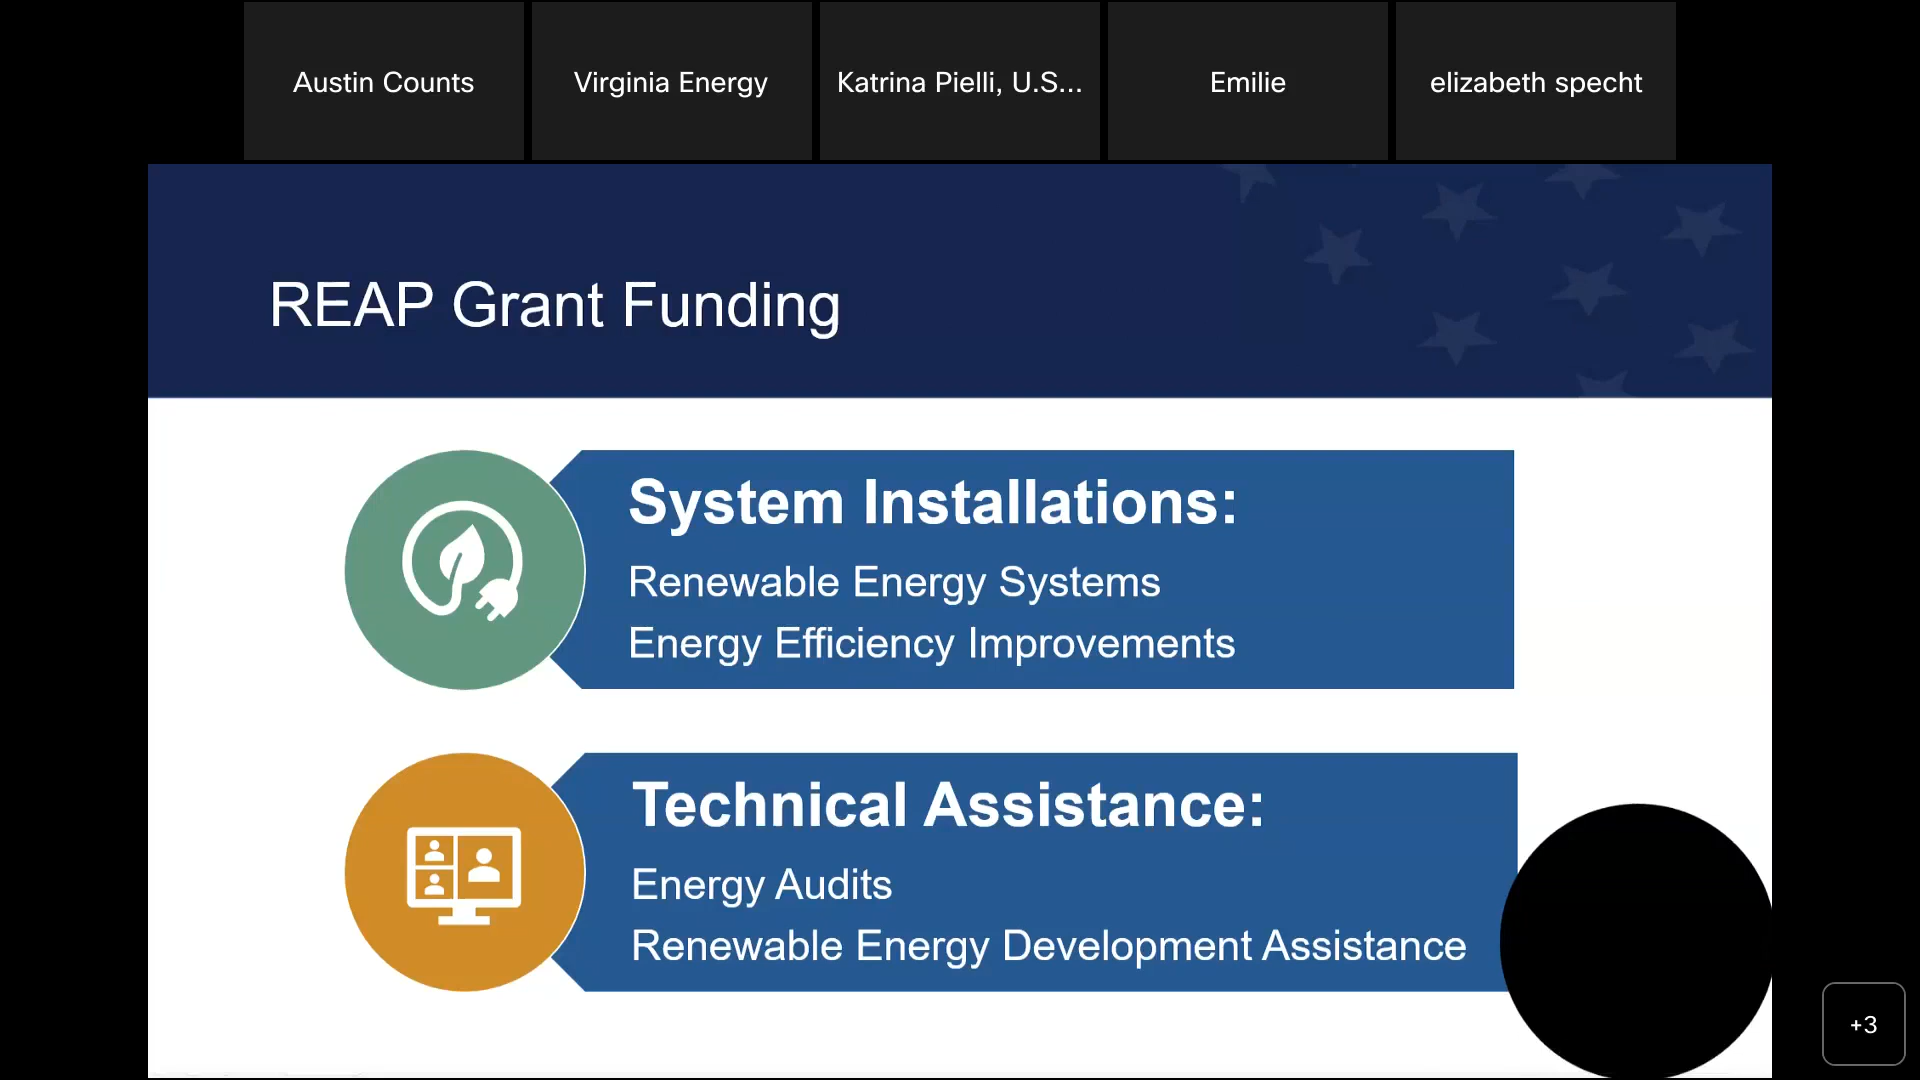 Austin Counts
Virginia Energy
Katrina Pielli, U.S...
Emilie
elizabeth specht
REAP Grant Funding
System Installations:
Renewable Energy Systems
Energy Efficiency Improvements
Technical Assistance:
Energy Audits
Renewable Energy Development Assistance
+3